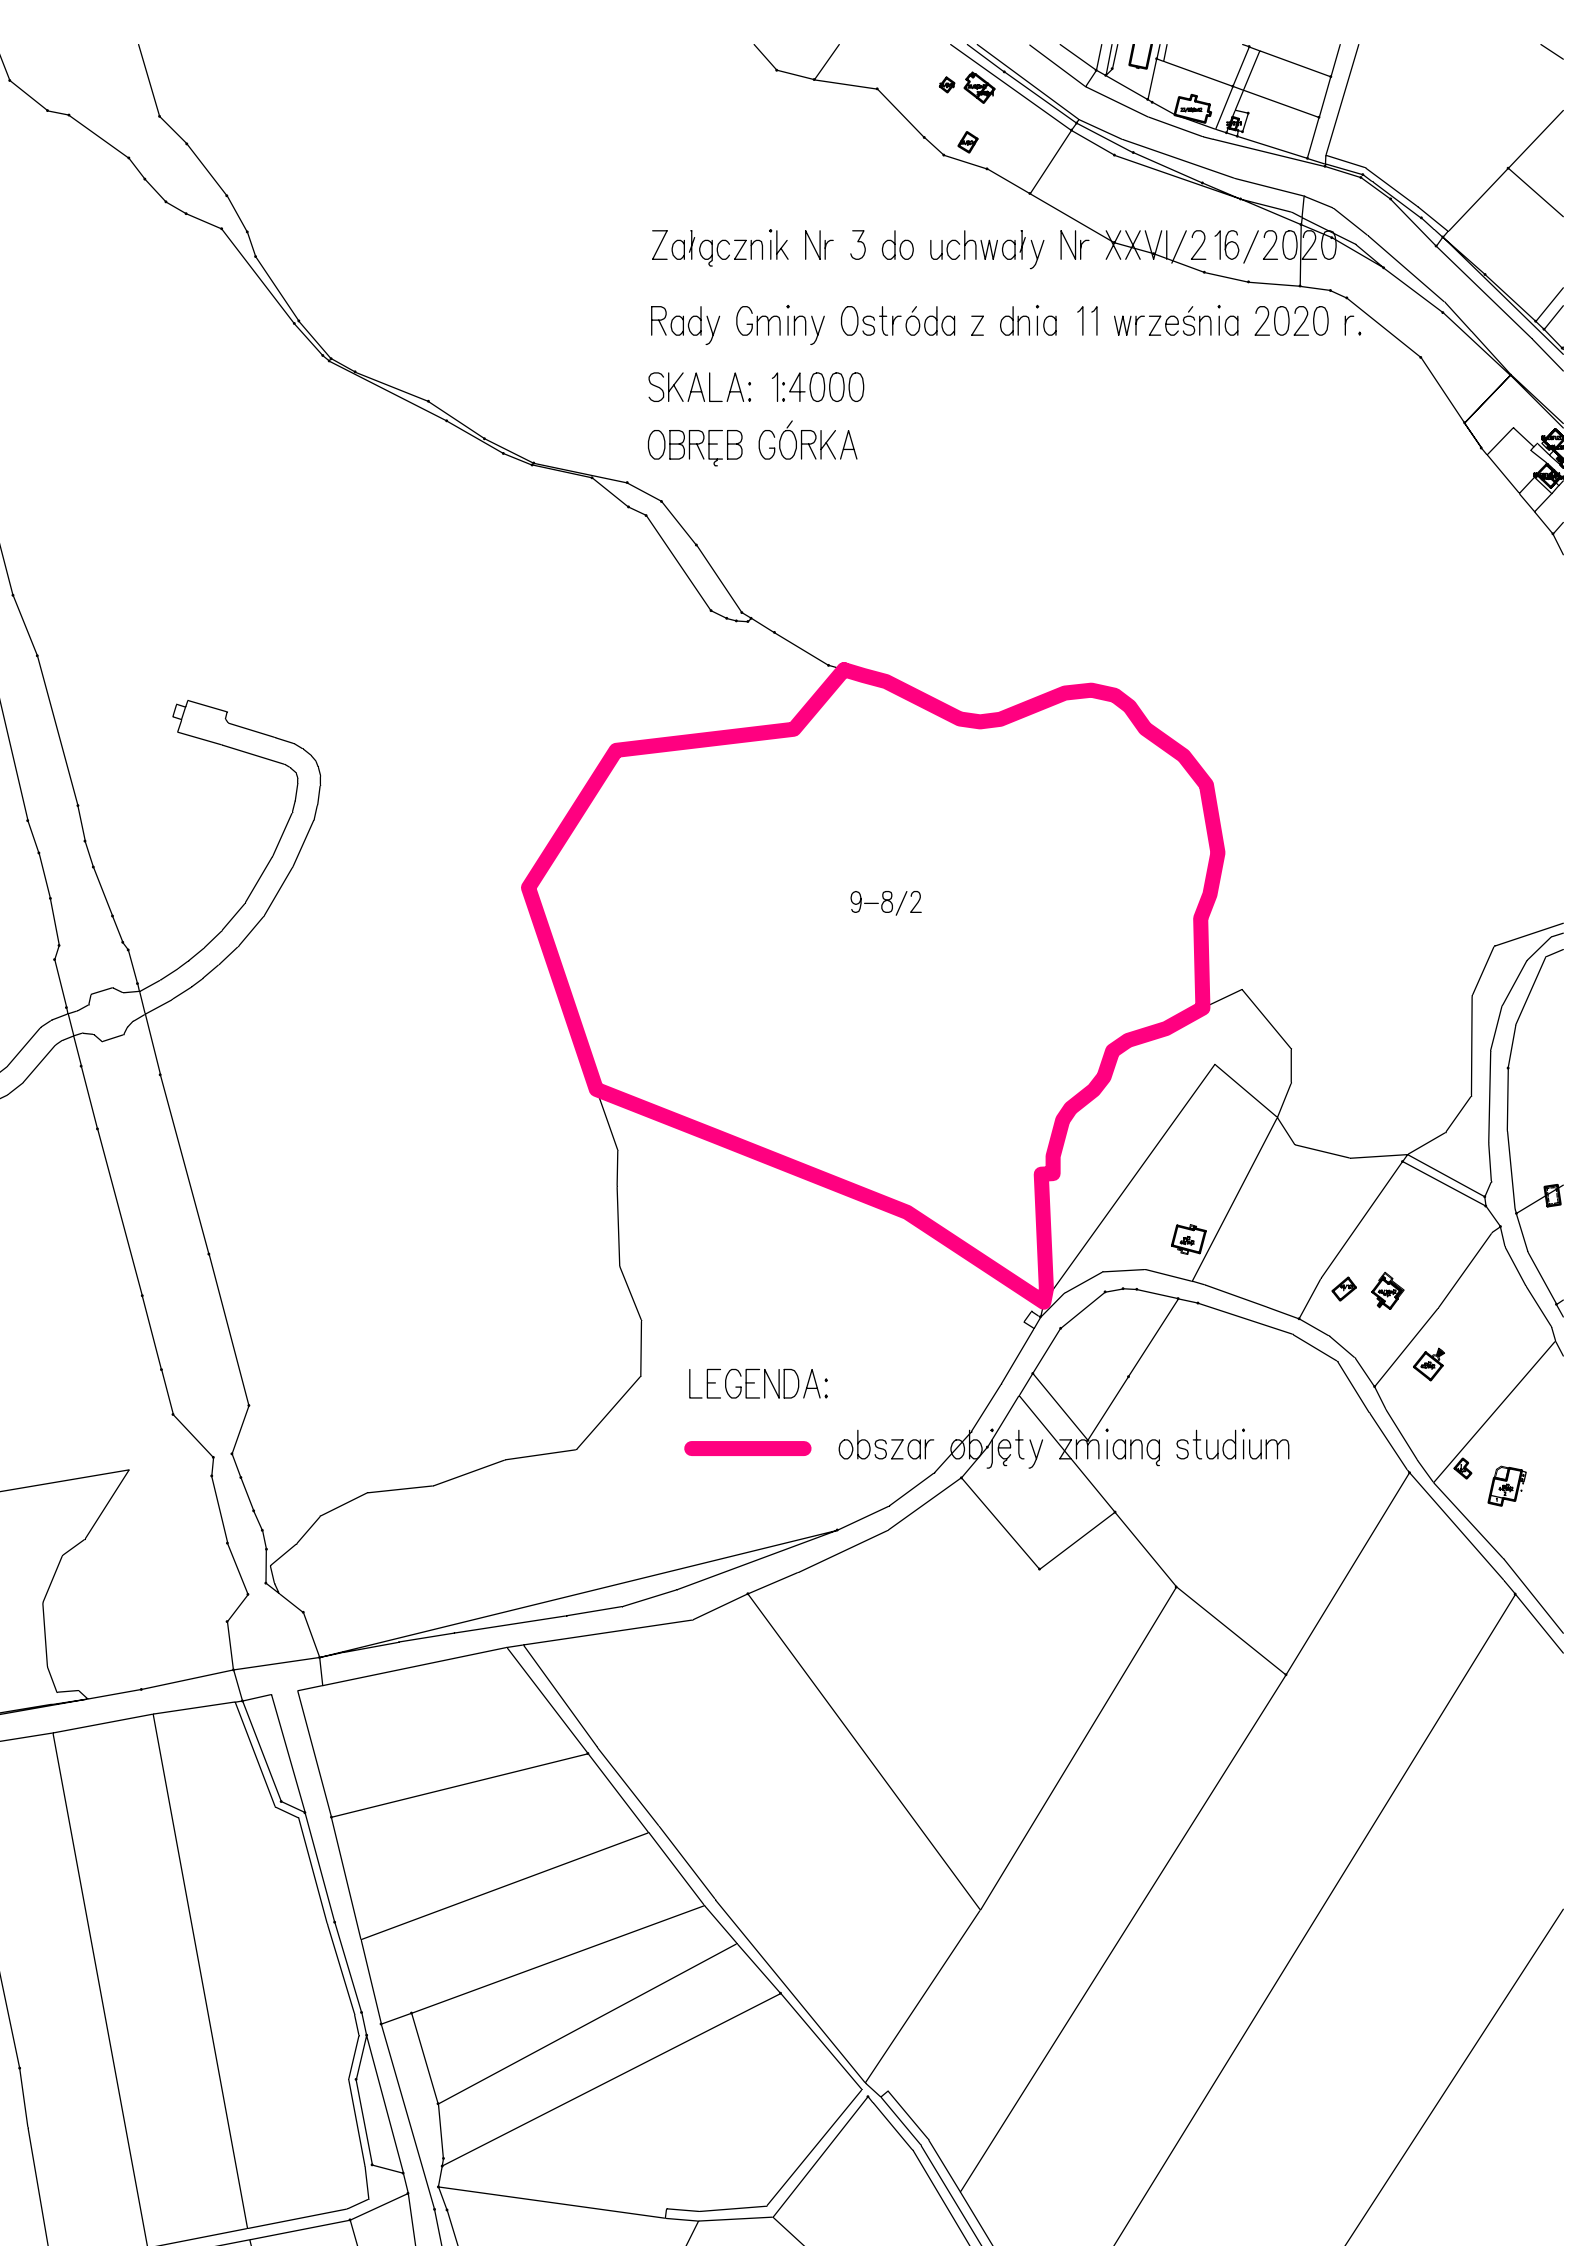 Załącznik Nr 3 do uchwały Nr XXVI/216/2020
Rady Gminy Ostróda z dnia 11 września 2020 r.
SKALA: 1:4000
OBRĘB GÓRKA
9-8/2
LEGENDA:
obszar objęty zmianą studium